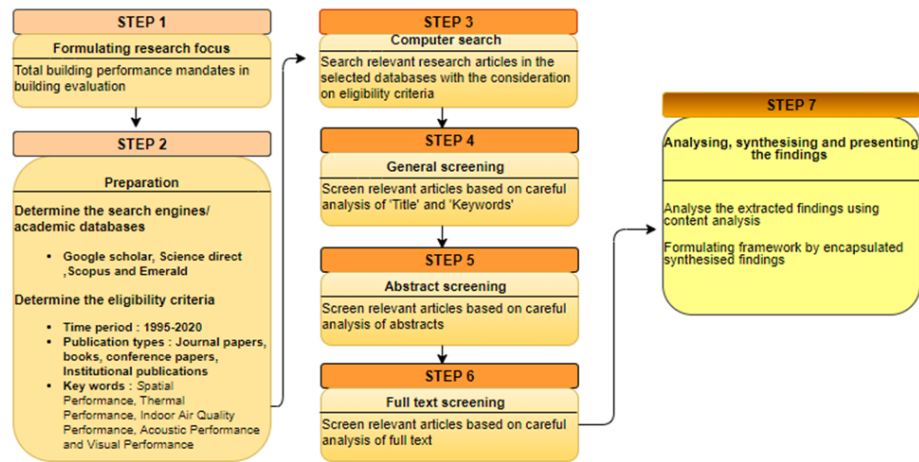 STEP 1
Formulating research focus
Total building performance mandates in
building evaluation
STEP 2
Preparation
Determine the search engines/
academic databases
• Google scholar, Science direct
,Scopus and Emerald
Determine the eligibility criteria
• Time period : 1995-2020
• Publication types : Journal papers,
books, conference papers,
Institutional publications
• Key words : Spatial
Performance, Thermal
Performance, Indoor Air Quality
Performance, Acoustic Performance
and Visual Performance
STEP 3
Computer search
Search relevant research articles in the
selected databases with the consideration
on eligibility criteria
STEP 4
General screening
Screen relevant articles based on careful
analysis of 'Title' and 'Keywords'
STEP 5
Abstract screening
Screen relevant articles based on careful
analysis of abstracts
STEP 6
Full text screening
Screen relevant articles based on careful
analysis of full text
STEP 7
Analysing, synthesising and presenting
the findings
Analyse the extracted findings using
content analysis
Formulating framework by encapsulated
synthesised findings